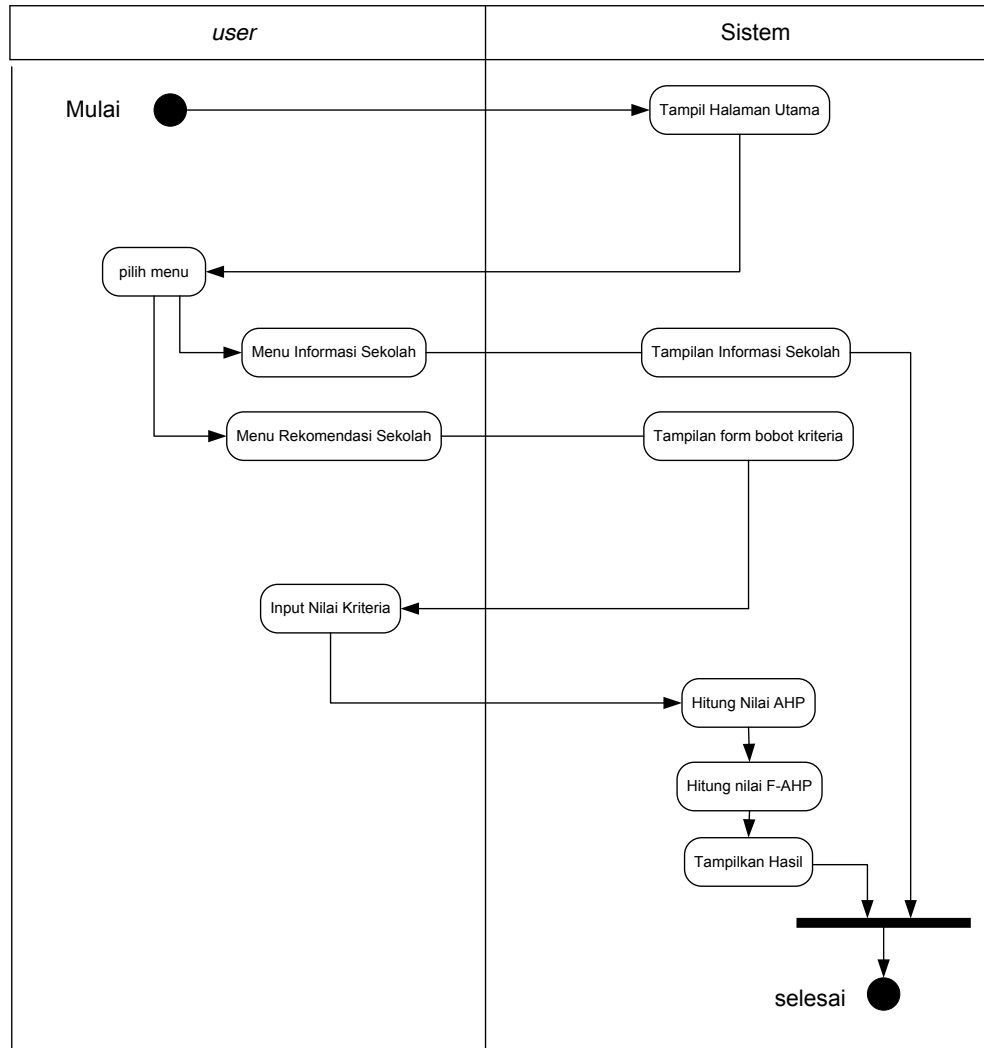 user
Sistem
Mulai
Tampil Halaman Utama
pilih menu
Menu Informasi Sekolah
Tampilan Informasi Sekolah
Menu Rekomendasi Sekolah
Tampilan form bobot kriteria
Input Nilai Kriteria
Hitung Nilai AHP
Hitung nilai F-AHP
Tampilkan Hasil
selesai